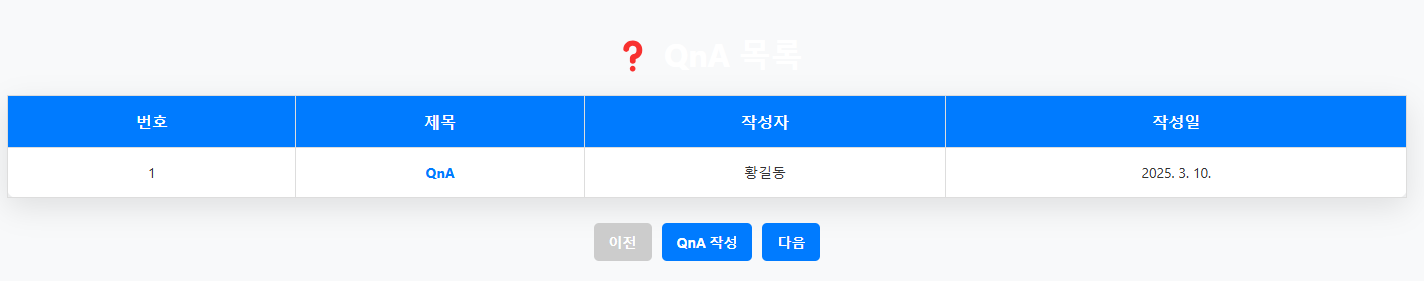 ❓ QnA 목록
번호 제목 작성자 작성일
1 QnA 황길동 2025. 3. 10.
이전 QnA 작성 다음